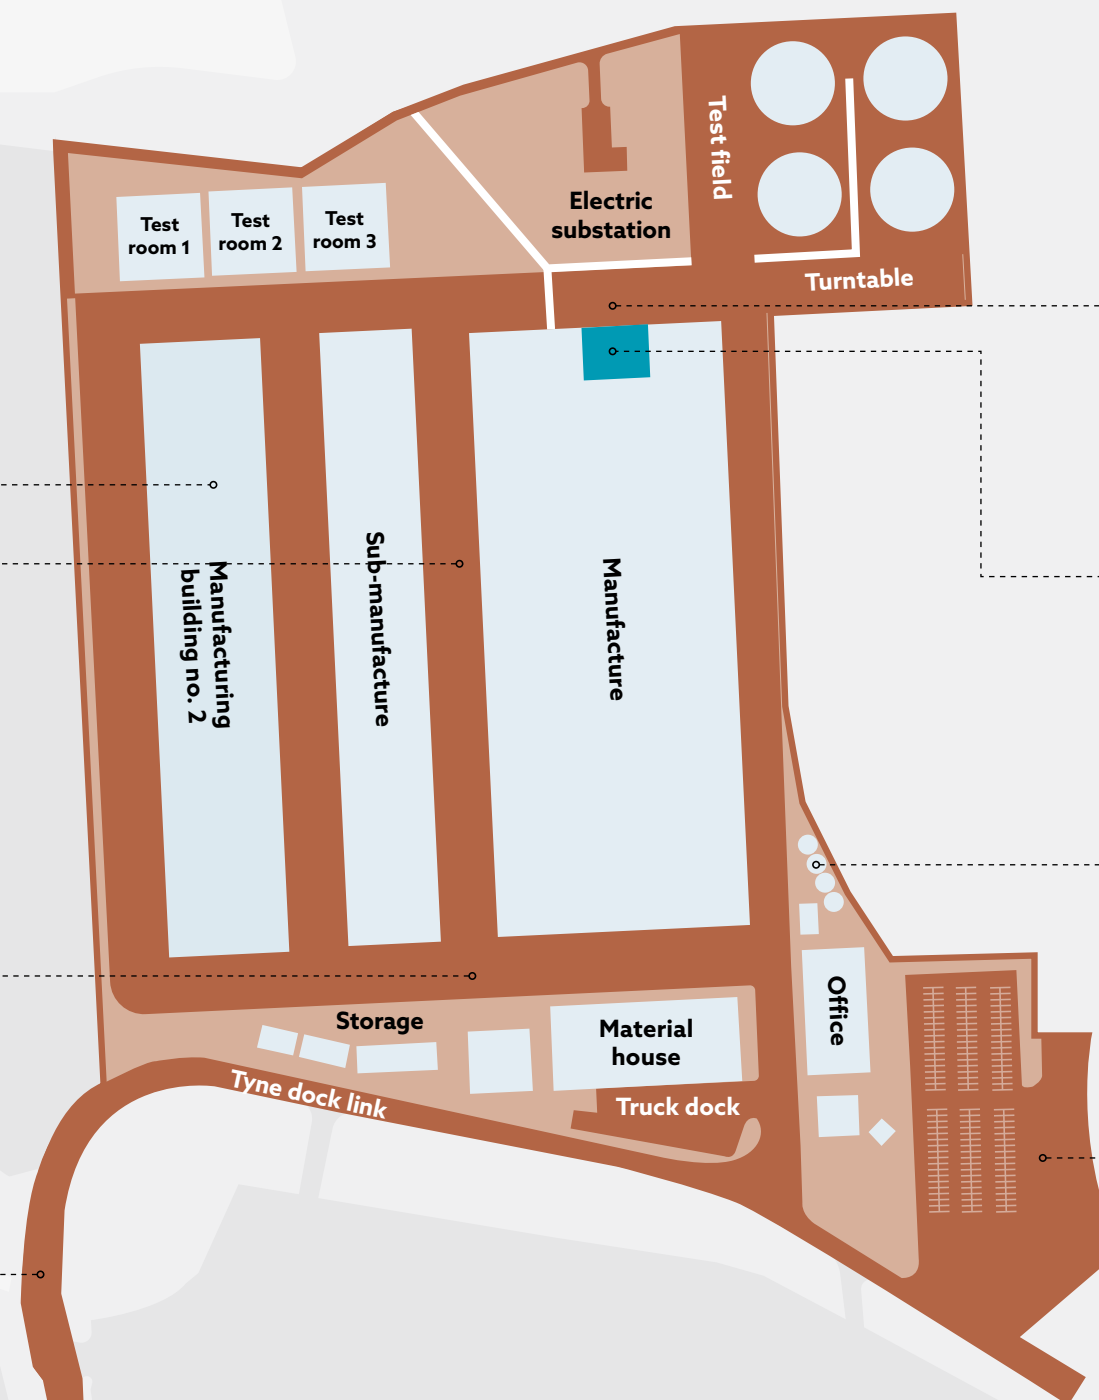 Test field
Electric
substation
Test
room 1
Test
room 2
Test
room 3
Turntable
Manufacturing
building no. 2
Sub-manufacture
Manufacture
Office
Storage
Material
house
Tyne dock link
Truck dock